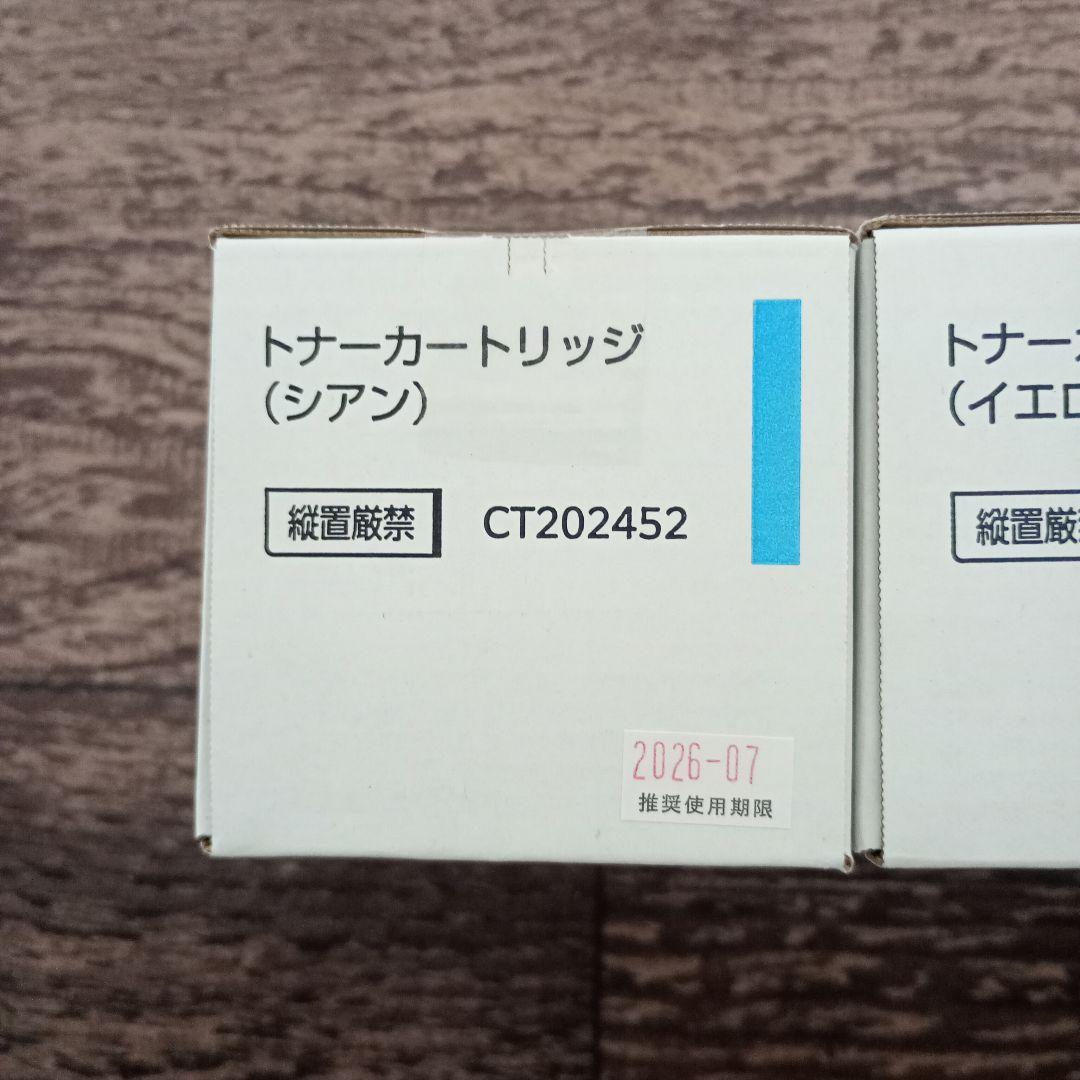 トナーカートリッジ
（シアン）
縦置厳禁 CT202452
2026-07
推奨使用期限
トナー
（イエロ
縦置厳禁